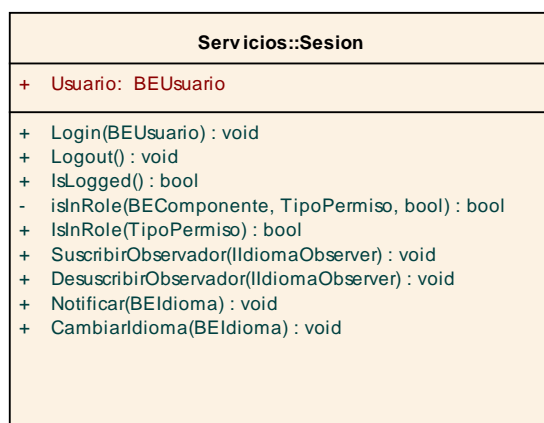 Servicios::Sesion
+ Usuario: BEUsuario
+ Login(BEUsuario) : void
+ Logout() : void
+ IsLogged() : bool
- isInRole(BEComponente, TipoPermiso, bool) : bool
+ IsInRole(TipoPermiso) : bool
+ SuscribirObservador(IIdiomaObserver) : void
+ DesuscribirObservador(IIdiomaObserver) : void
+ Notificar(BEIdioma) : void
+ CambiarIdioma(BEIdioma) : void